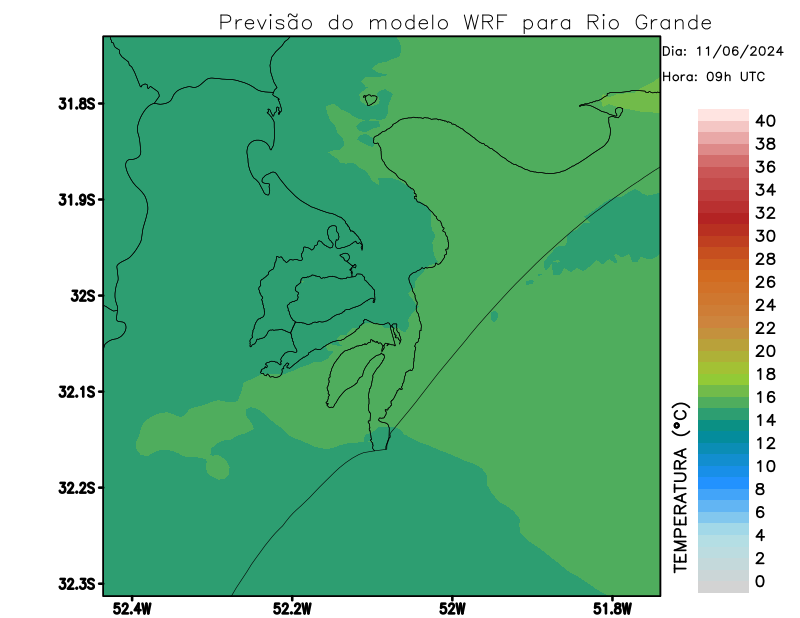 Previsão do modelo WRF para Rio Grande
Dia: 11/06/2024
Hora: 09h UTC
31.8S
31.9S
32S
32.1S
32.2S
32.3S
52.4W
52.2W
52W
51.8W
TEMPERATURA (°C)
40
38
36
34
32
30
28
26
24
22
20
18
16
14
12
10
8
6
4
2
0